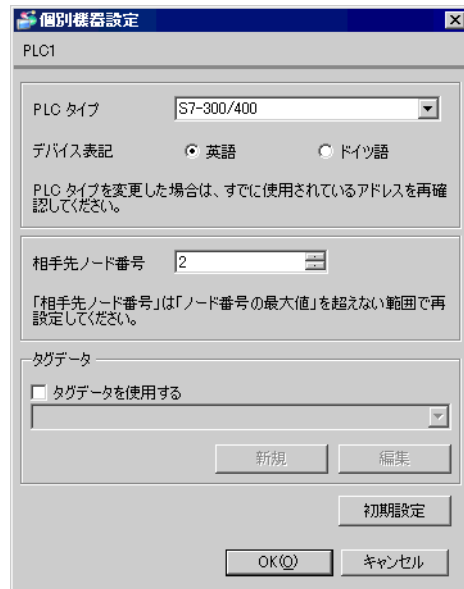 個別機器設定
PLC1
PLC タイプ S7-300/400
デバイス表記 英語 ドイツ語
PLC タイプを変更した場合は、すでに使用されているアドレスを再確
認してください。
相手先ノード番号 2
「相手先ノード番号」は「ノード番号の最大値」を超えない範囲で再
設定してください。
タグデータ
タグデータを使用する
新規 編集
初期設定
OK(O) キャンセル